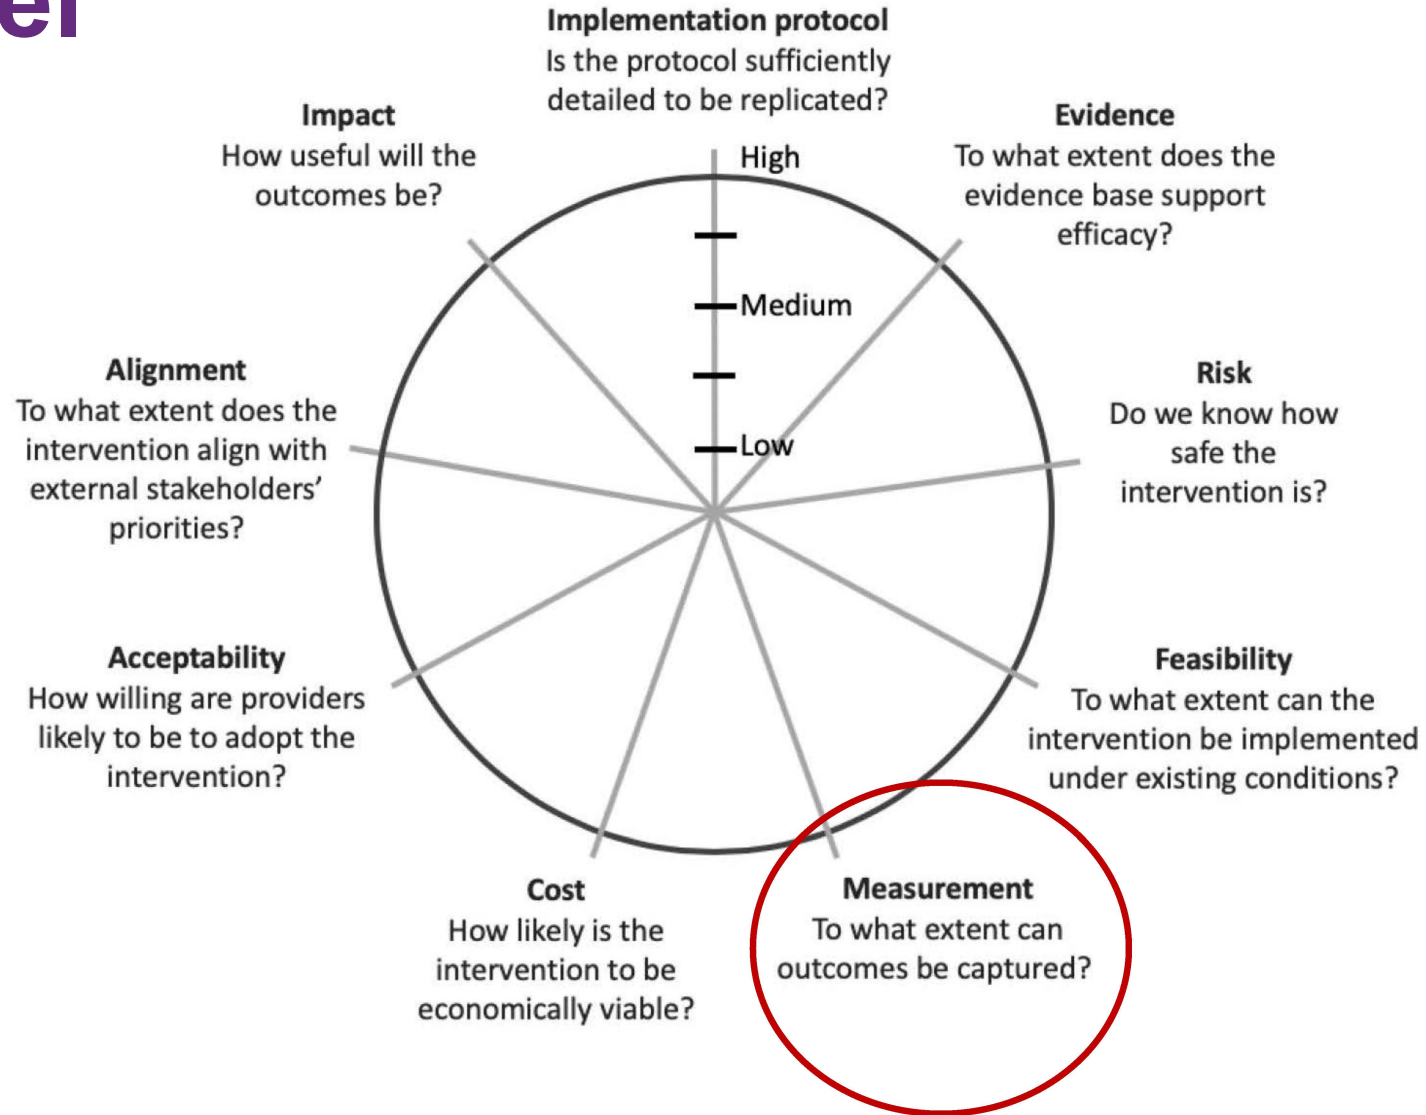 Implementation protocol
Is the protocol sufficiently
detailed to be replicated?
Impact
How useful will the
outcomes be?
Evidence
To what extent does the
evidence base support
efficacy?
High
Medium
Low
Alignment
To what extent does the
intervention align with
external stakeholders’
priorities?
Risk
Do we know how
safe the
intervention is?
Acceptability
How willing are providers
likely to be to adopt the
intervention?
Feasibility
To what extent can the
intervention be implemented
under existing conditions?
Cost
How likely is the
intervention to be
economically viable?
Measurement
To what extent can
outcomes be captured?